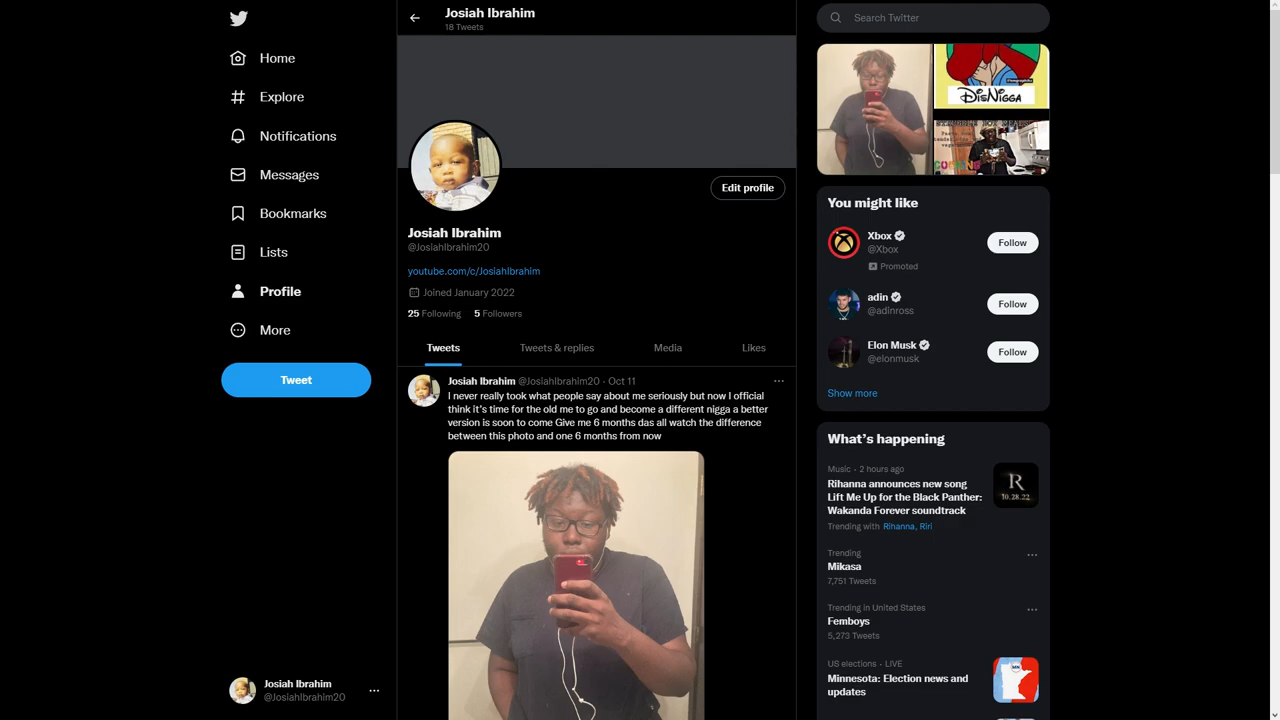 Home
Explore
Notifications
Messages
Bookmarks
Lists
Profile
More
Tweet
Josiah Ibrahim
@JosiahIbrahim20
Josiah Ibrahim
18 Tweets
Edit profile
Josiah Ibrahim
@JosiahIbrahim20
youtube.com/c/JosiahIbrahim
Joined January 2022
25 Following 5 Followers
Tweets Tweets & replies Media Likes
Josiah Ibrahim @JosiahIbrahim20 · Oct 11
I never really took what people say about me seriously but now I official
think it's time for the old me to go and become a different nigga a better
version is soon to come Give me 6 months das all watch the difference
between this photo and one 6 months from now
Search Twitter
DisNigga
COOKING
You might like
Xbox
@Xbox
Promoted
Follow
adin
@adinross
Follow
Elon Musk
@elonmusk
Follow
Show more
What's happening
Music · 2 hours ago
Rihanna announces new song
Lift Me Up for the Black Panther:
Wakanda Forever soundtrack
Trending with Rihanna, Riri
R
10.28.22
Trending
Mikasa
7,751 Tweets
Trending in United States
Femboys
5,273 Tweets
US elections · LIVE
Minnesota: Election news and
updates
MN